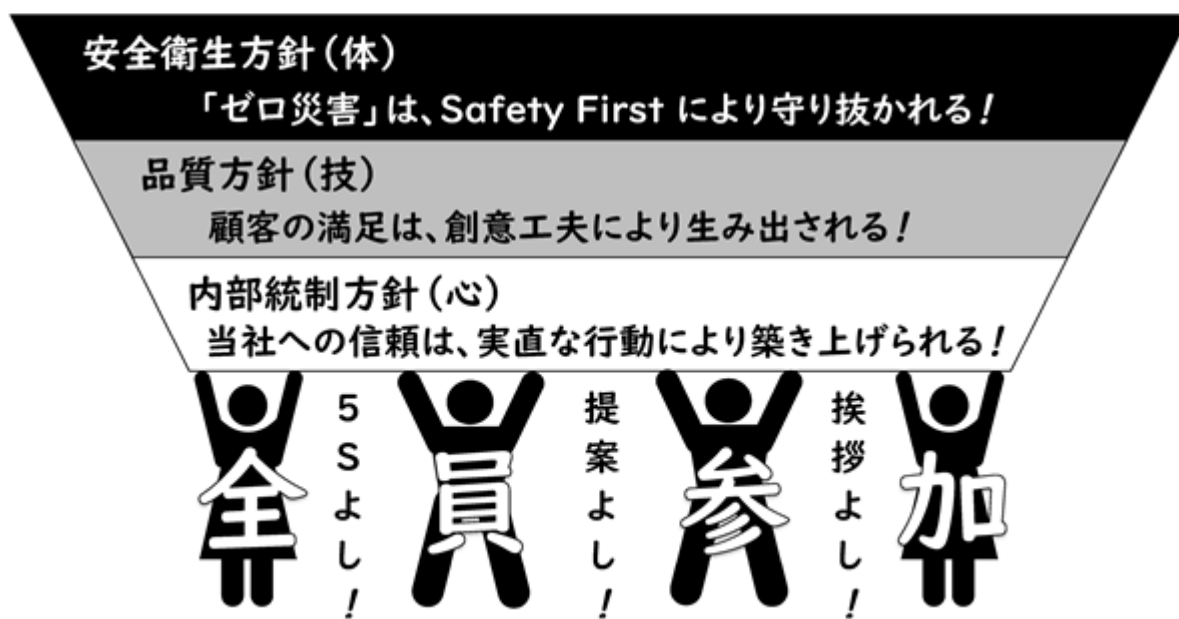 安全衛生方針(体)
「ゼロ災害」は、Safety First により守り抜かれる!
品質方針(技)
顧客の満足は、創意工夫により生み出される!
内部統制方針(心)
当社への信頼は、実直な行動により築き上げられる!
全員参加
5Sよし!
提案よし!
挨拶よし!